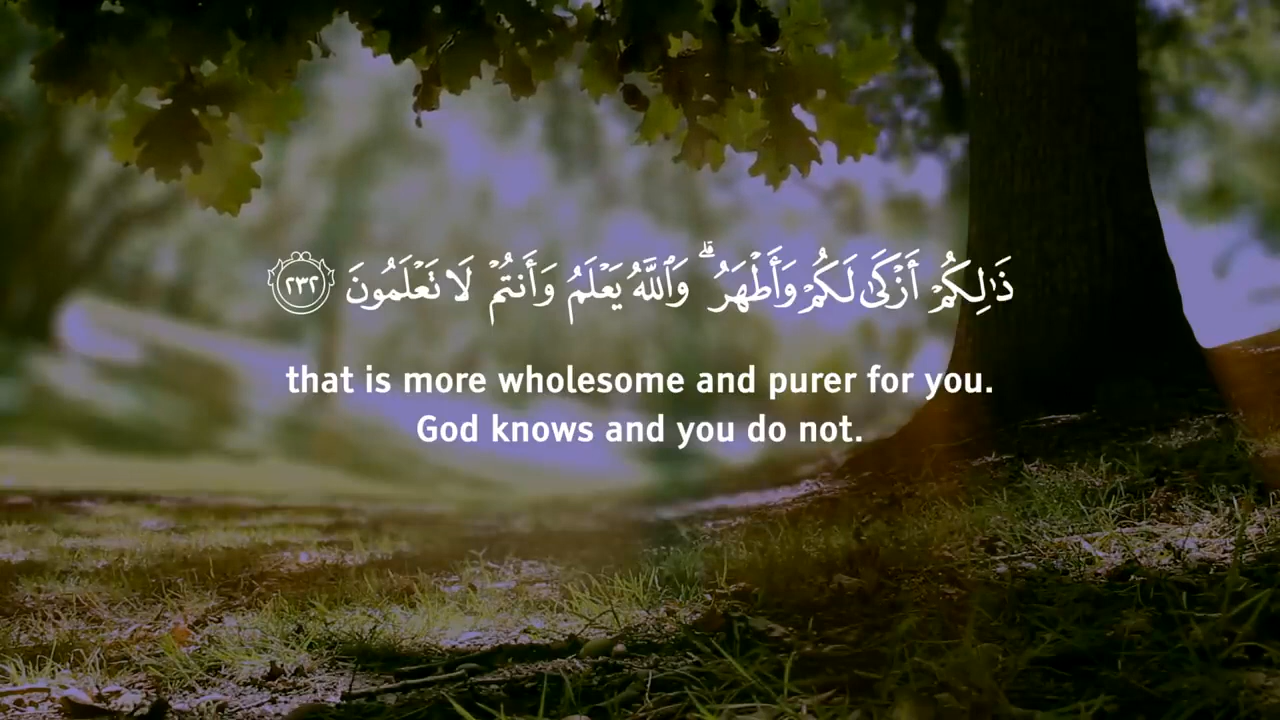 ذَٰلِكُمْ أَزْكَىٰ لَكُمْ وَأَطْهَرُ ۗ وَٱللَّهُ يَعْلَمُ وَأَنتُمْ لَا تَعْلَمُونَ ٢٣٢
that is more wholesome and purer for you.
God knows and you do not.